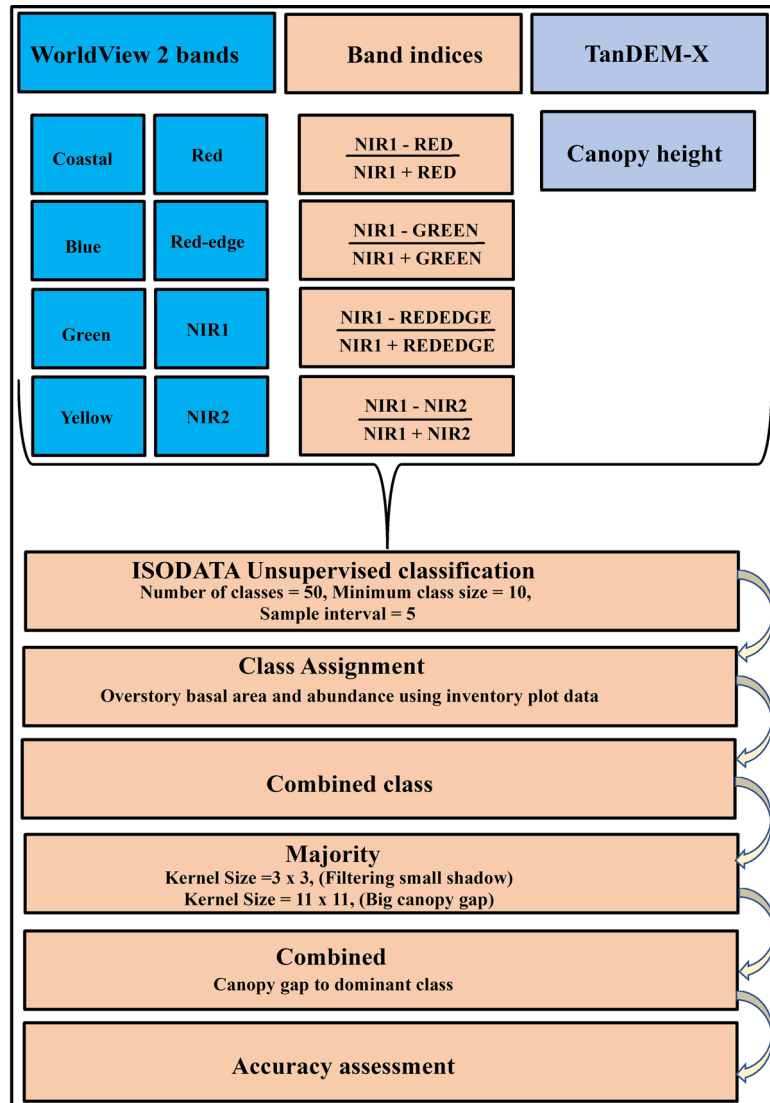 WorldView 2 bands
Band indices
TanDEM-X
Coastal
Red
NIR1 - RED
NIR1 + RED
Canopy height
Blue
Red-edge
NIR1 - GREEN
NIR1 + GREEN
Green
NIR1
NIR1 - REDEDGE
NIR1 + REDEDGE
Yellow
NIR2
NIR1 - NIR2
NIR1 + NIR2
ISODATA Unsupervised classification
Number of classes = 50, Minimum class size = 10,
Sample interval = 5
Class Assignment
Overstory basal area and abundance using inventory plot data
Combined class
Majority
Kernel Size =3 x 3, (Filtering small shadow)
Kernel Size = 11 x 11, (Big canopy gap)
Combined
Canopy gap to dominant class
Accuracy assessment